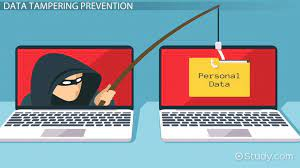 DATA TAMPERING PREVENTION
Personal
Data
Study.com